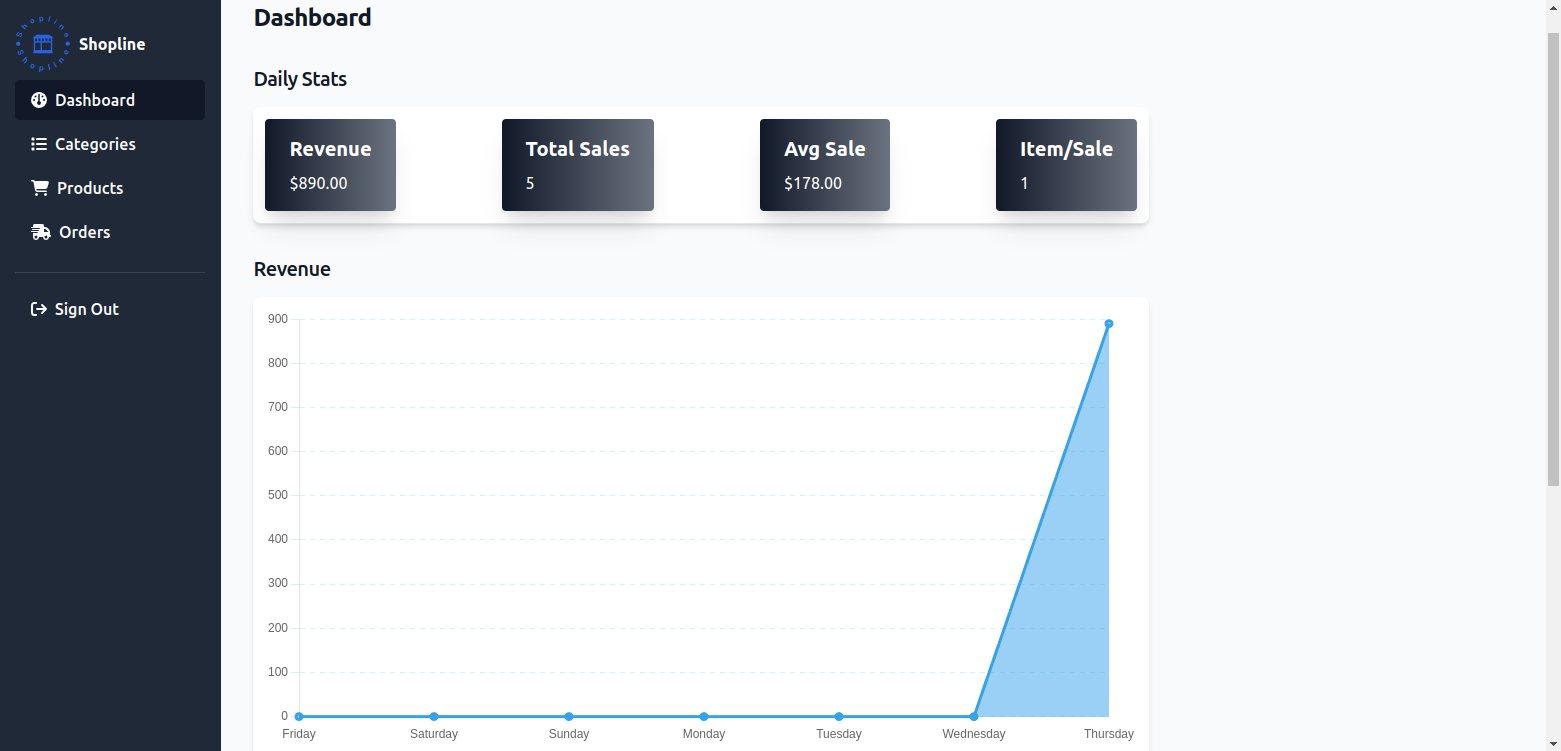 Shopline Shopline
Shopline
Dashboard
Categories
Products
Orders
Sign Out
Dashboard
Daily Stats
Revenue
$890.00
Total Sales
5
Avg Sale
$178.00
Item/Sale
1
Revenue
900
800
700
600
500
400
300
200
100
0
Friday Saturday Sunday Monday Tuesday Wednesday Thursday